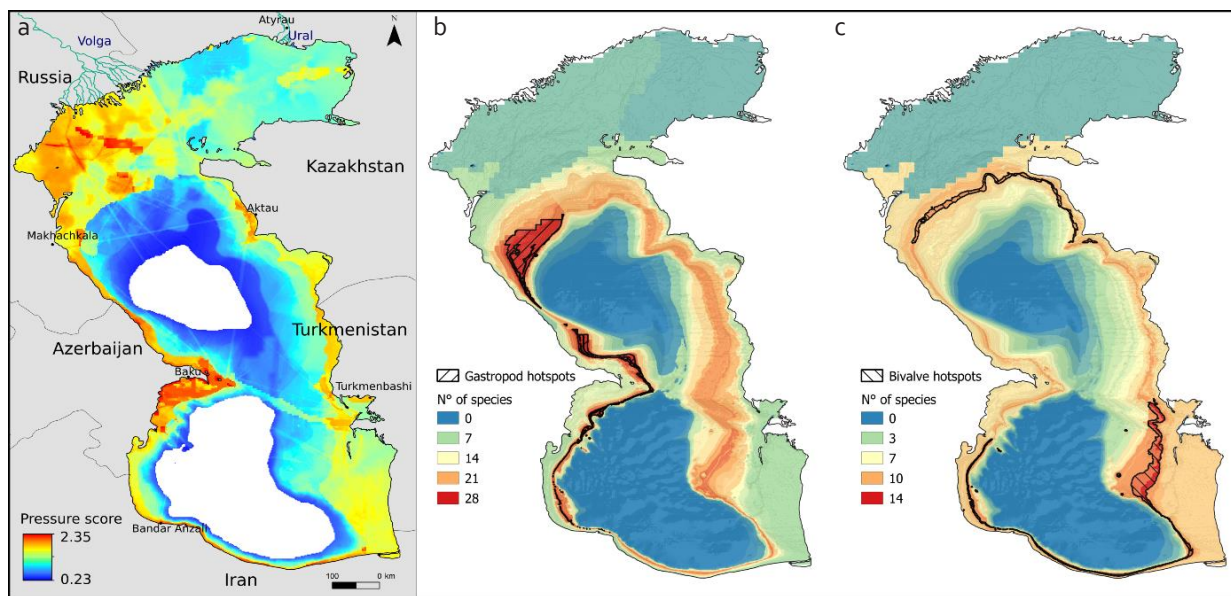 a
Atyrau
N
Volga
Ural
Russia
Kazakhstan
Aktau
Makhachkala
Turkmenistan
Azerbaijan
Baku
Turkmenbashi
Pressure score
2.35
0.23
Bandar Anzali
Iran
100 0 km
b
Gastropod hotspots
N° of species
0
7
14
21
28
c
Bivalve hotspots
N° of species
0
3
7
10
14